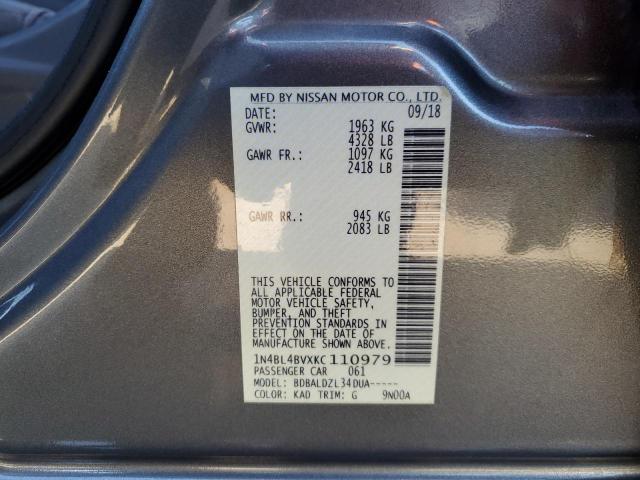 MFD BY NISSAN MOTOR CO., LTD.
DATE: 09/18
GVWR: 1963 KG
4328 LB
GAWR FR.: 1097 KG
2418 LB
GAWR RR.: 945 KG
2083 LB
THIS VEHICLE CONFORMS TO
ALL APPLICABLE FEDERAL
MOTOR VEHICLE SAFETY,
BUMPER, AND THEFT
PREVENTION STANDARDS IN
EFFECT ON THE DATE OF
MANUFACTURE SHOWN ABOVE.
1N4BL4BVXKC110979
PASSENGER CAR 061
MODEL: BDBALDZL34DUA-----
COLOR: KAD TRIM: G 9N00A